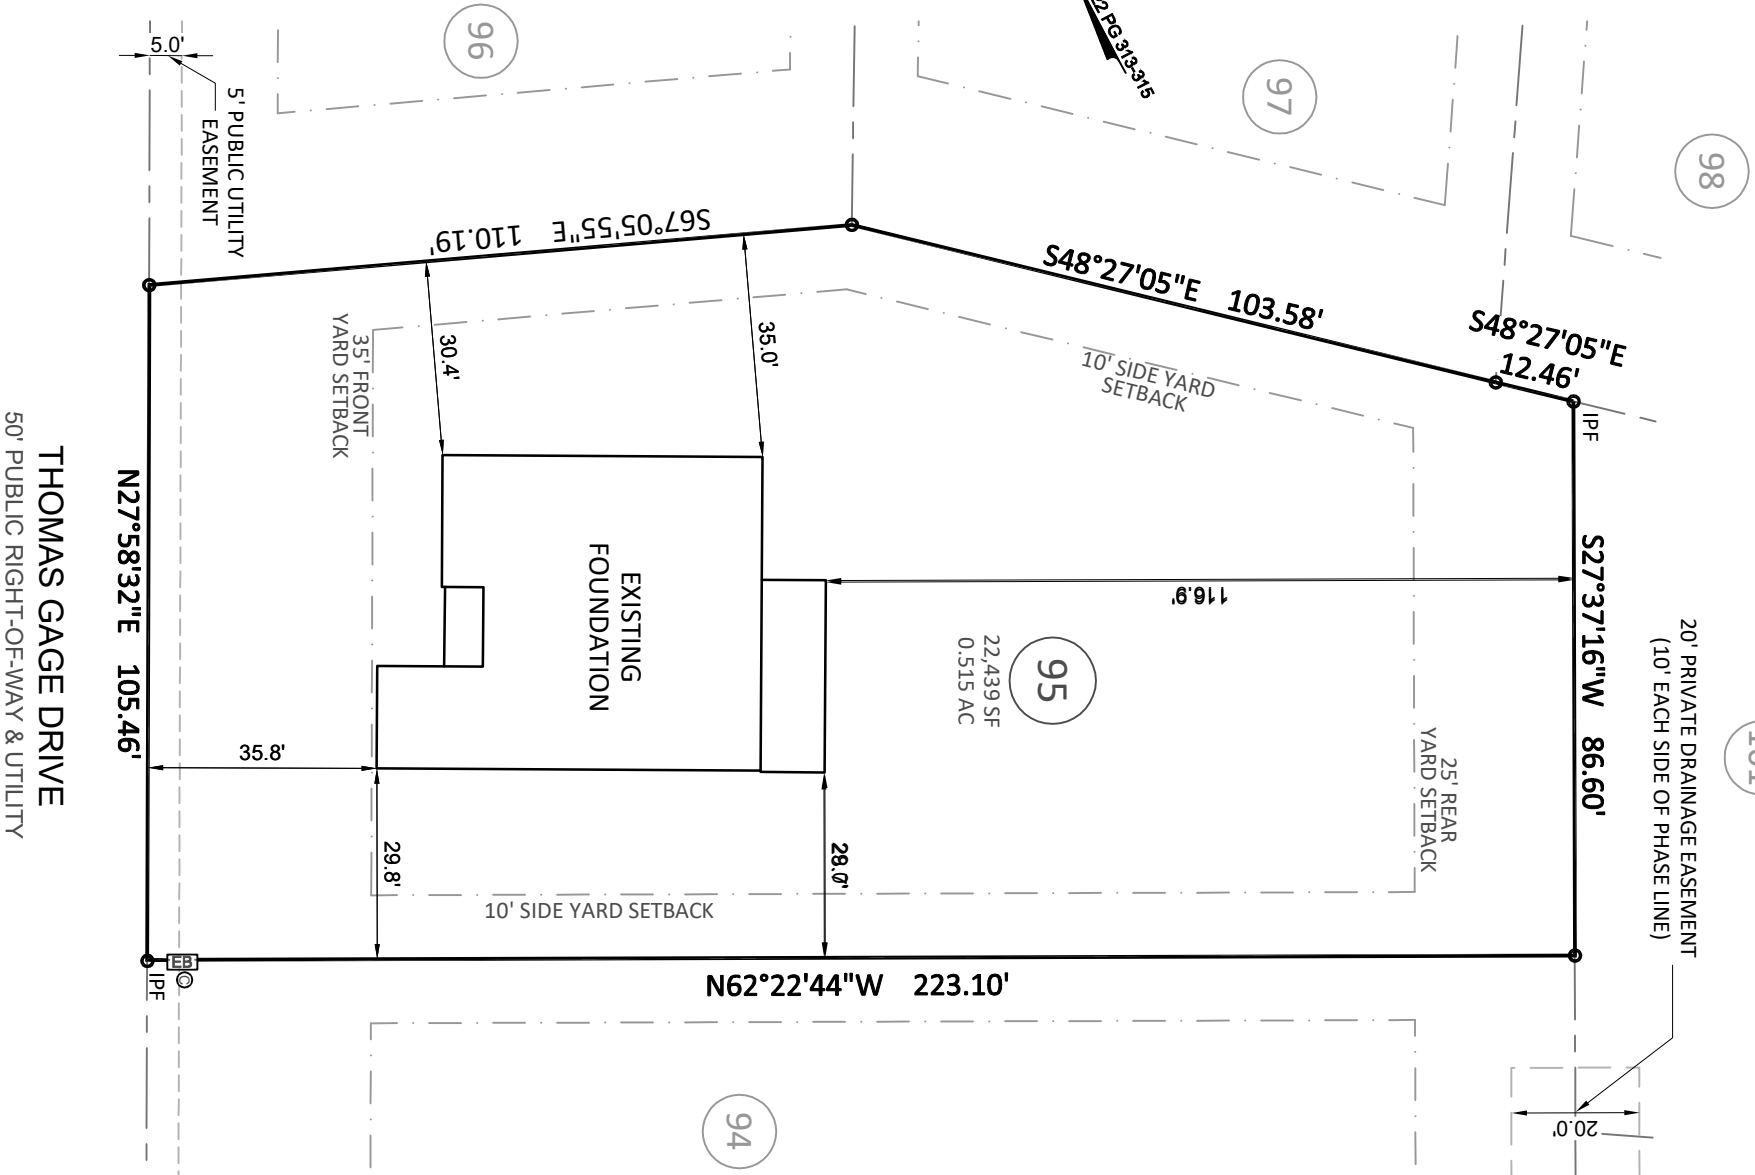 96
97
98
22 PG 313-315
5.0'
5' PUBLIC UTILITY
EASEMENT
S67°05'55"E 110.19'
S48°27'05"E 103.58'
S48°27'05"E
12.46'
IPF
30.4'
35.0'
35' FRONT
YARD SETBACK
10' SIDE YARD
SETBACK
THOMAS GAGE DRIVE
50' PUBLIC RIGHT-OF-WAY & UTILITY
N27°58'32"E 105.46'
EXISTING
FOUNDATION
116.9'
95
22,439 SF
0.515 AC
S27°37'16"W 86.60'
20' PRIVATE DRAINAGE EASEMENT
(10' EACH SIDE OF PHASE LINE)
25' REAR
YARD SETBACK
35.8'
29.8'
10' SIDE YARD SETBACK
EB
C
IPF
N62°22'44"W 223.10'
94
20.0'